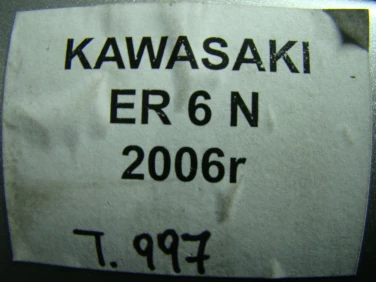 KAWASAKI
ER 6 N
2006r
T. 997